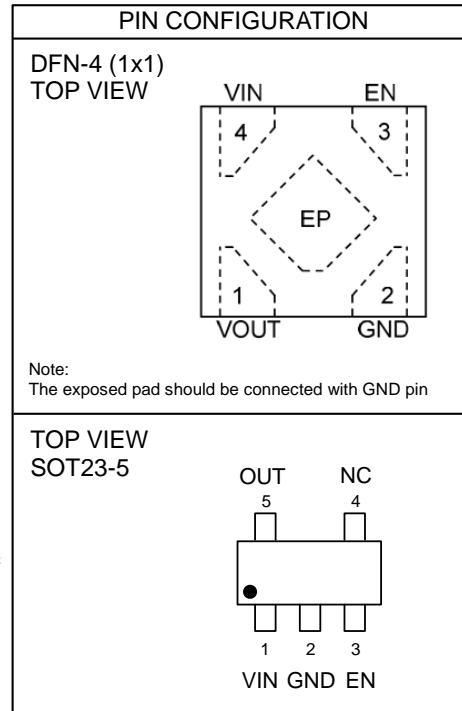 PIN CONFIGURATION
DFN-4 (1x1)
TOP VIEW
VIN EN
4 3
EP
1 2
VOUT GND
Note:
The exposed pad should be connected with GND pin
TOP VIEW
SOT23-5
OUT NC
5 4
1 2 3
VIN GND EN